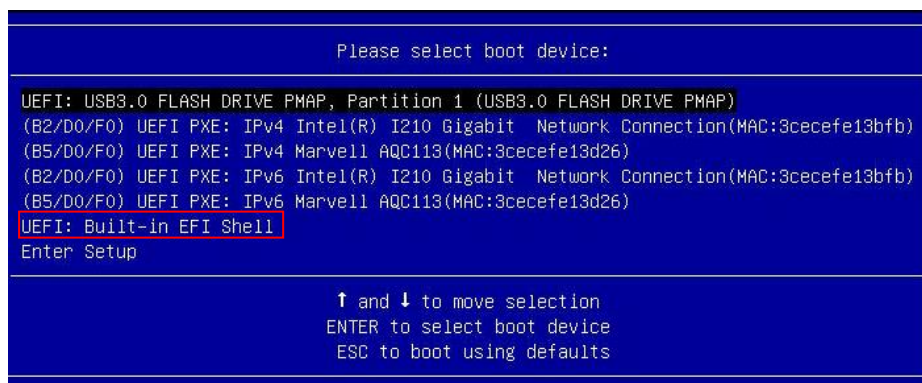 Please select boot device:
UEFI: USB3.0 FLASH DRIVE PMAP, Partition 1 (USB3.0 FLASH DRIVE PMAP)
(B2/D0/F0) UEFI PXE: IPv4 Intel(R) I210 Gigabit  Network Connection(MAC:3cecefe13bfb)
(B5/D0/F0) UEFI PXE: IPv4 Marvell AQC113(MAC:3cecefe13d26)
(B2/D0/F0) UEFI PXE: IPv6 Intel(R) I210 Gigabit  Network Connection(MAC:3cecefe13bfb)
(B5/D0/F0) UEFI PXE: IPv6 Marvell AQC113(MAC:3cecefe13d26)
UEFI: Built-in EFI Shell
Enter Setup
↑ and ↓ to move selection
ENTER to select boot device
ESC to boot using defaults